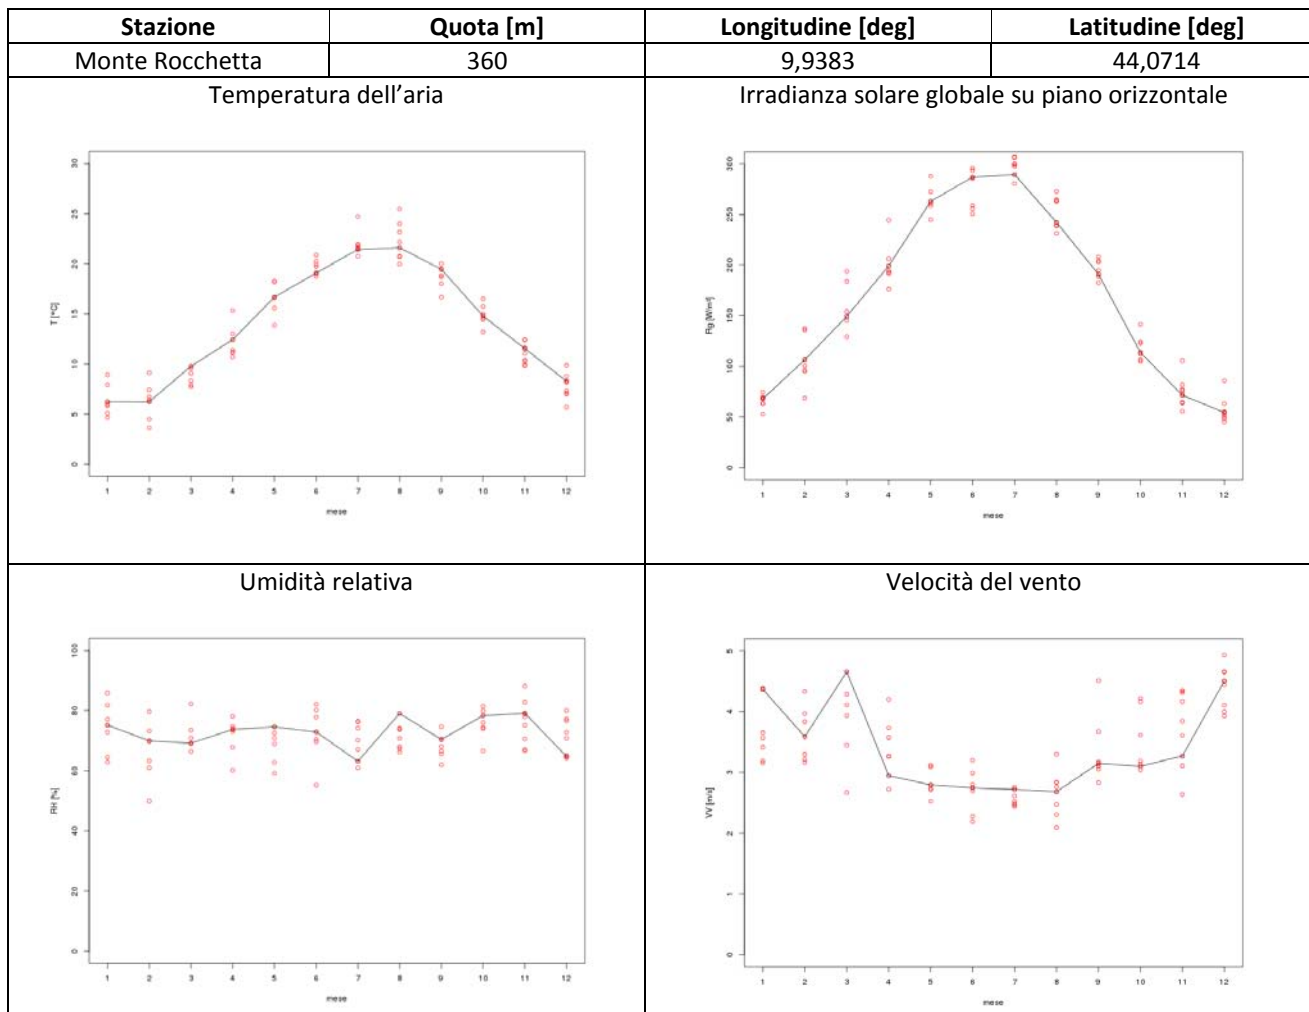 Stazione Quota [m] Longitudine [deg] Latitudine [deg]
Monte Rocchetta 360 9,9383 44,0714
Temperatura dell'aria
30
25
20
15
10
5
0
T [°C]
1 2 3 4 5 6 7 8 9 10 11 12
mese
Irradianza solare globale su piano orizzontale
300
250
200
150
100
50
0
Rg [W/m²]
1 2 3 4 5 6 7 8 9 10 11 12
mese
Umidità relativa
100
80
60
40
20
0
RH [%]
1 2 3 4 5 6 7 8 9 10 11 12
mese
Velocità del vento
5
4
3
2
1
0
VV [m/s]
1 2 3 4 5 6 7 8 9 10 11 12
mese